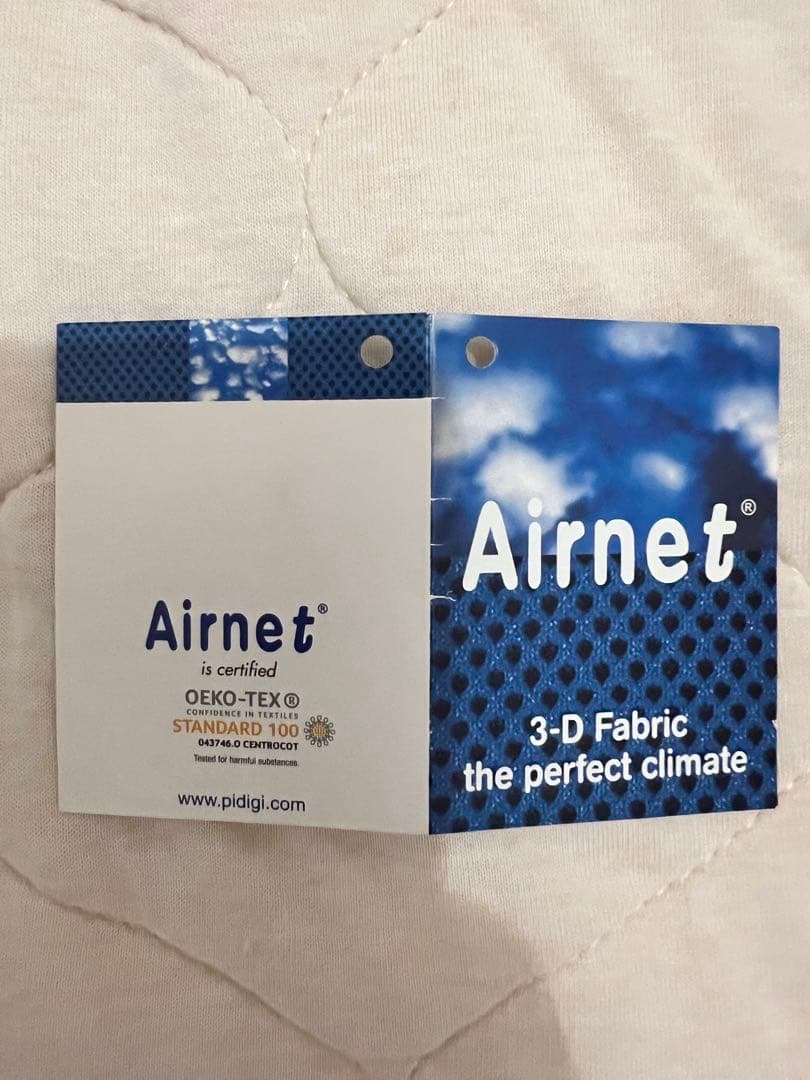 Airnet®
is certified
OEKO-TEX®
CONFIDENCE IN TEXTILES
STANDARD 100
043746.O CENTROCOT
Tested for harmful substances.
www.pidigi.com
Airnet®
3-D Fabric
the perfect climate